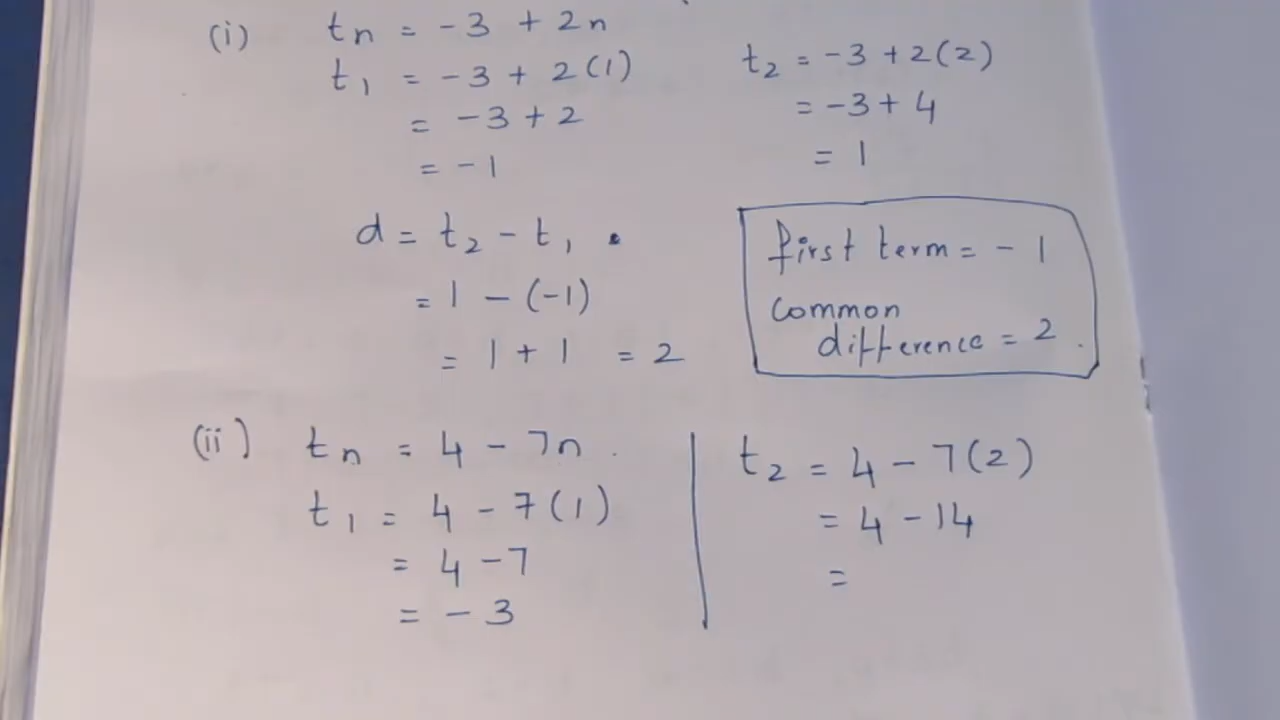 (i) tn = -3 + 2n
t1 = -3 + 2(1)
= -3 + 2
= -1
t2 = -3 + 2(2)
= -3 + 4
= 1
d = t2 - t1
= 1 - (-1)
= 1 + 1 = 2
first term = -1
common
difference = 2.
(ii) tn = 4 - 7n.
t1 = 4 - 7(1)
= 4 - 7
= -3
t2 = 4 - 7(2)
= 4 - 14
=